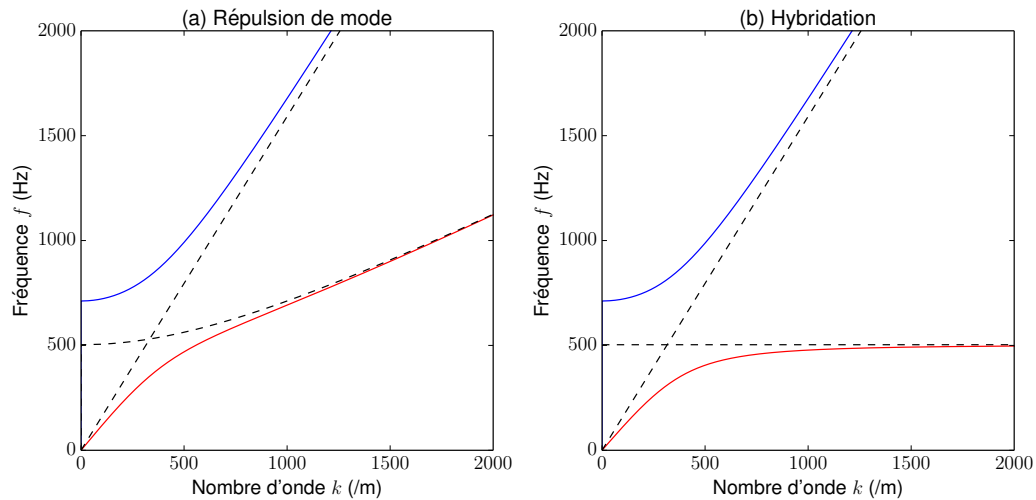 (a) Répulsion de mode
2000
1500
1000
500
0
Fréquence f (Hz)
0 500 1000 1500 2000
Nombre d'onde k (/m)
(b) Hybridation
2000
1500
1000
500
0
Fréquence f (Hz)
0 500 1000 1500 2000
Nombre d'onde k (/m)